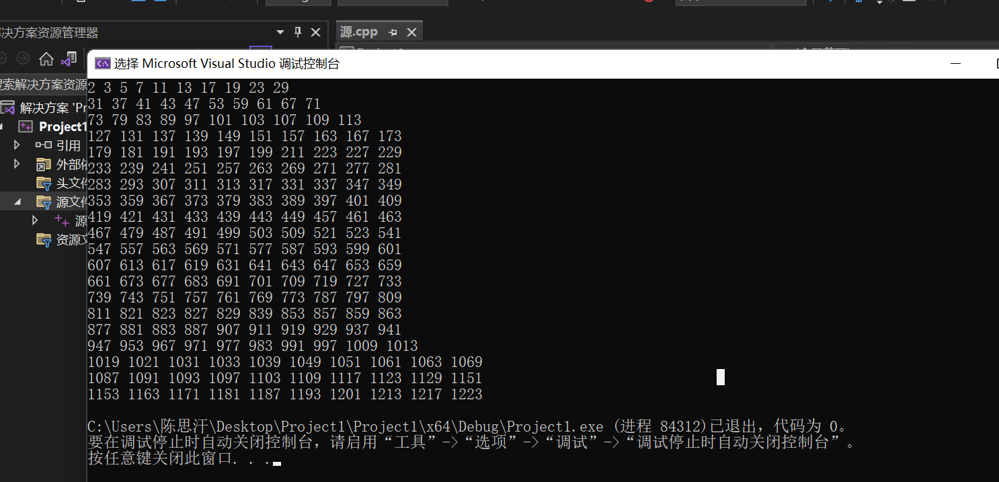 解决方案资源管理器
源.cpp
选择 Microsoft Visual Studio 调试控制台
搜索解决方案资源
解决方案 'Pr
Project1
引用
外部依
头文件
源文件
源
资源文
2 3 5 7 11 13 17 19 23 29
31 37 41 43 47 53 59 61 67 71
73 79 83 89 97 101 103 107 109 113
127 131 137 139 149 151 157 163 167 173
179 181 191 193 197 199 211 223 227 229
233 239 241 251 257 263 269 271 277 281
283 293 307 311 313 317 331 337 347 349
353 359 367 373 379 383 389 397 401 409
419 421 431 433 439 443 449 457 461 463
467 479 487 491 499 503 509 521 523 541
547 557 563 569 571 577 587 593 599 601
607 613 617 619 631 641 643 647 653 659
661 673 677 683 691 701 709 719 727 733
739 743 751 757 761 769 773 787 797 809
811 821 823 827 829 839 853 857 859 863
877 881 883 887 907 911 919 929 937 941
947 953 967 971 977 983 991 997 1009 1013
1019 1021 1031 1033 1039 1049 1051 1061 1063 1069
1087 1091 1093 1097 1103 1109 1117 1123 1129 1151
1153 1163 1171 1181 1187 1193 1201 1213 1217 1223
C:\Users\陈思汗\Desktop\Project1\Project1\x64\Debug\Project1.exe (进程 84312)已退出，代码为 0。
要在调试停止时自动关闭控制台，请启用“工具”->“选项”->“调试”->“调试停止时自动关闭控制台”。
按任意键关闭此窗口. . .